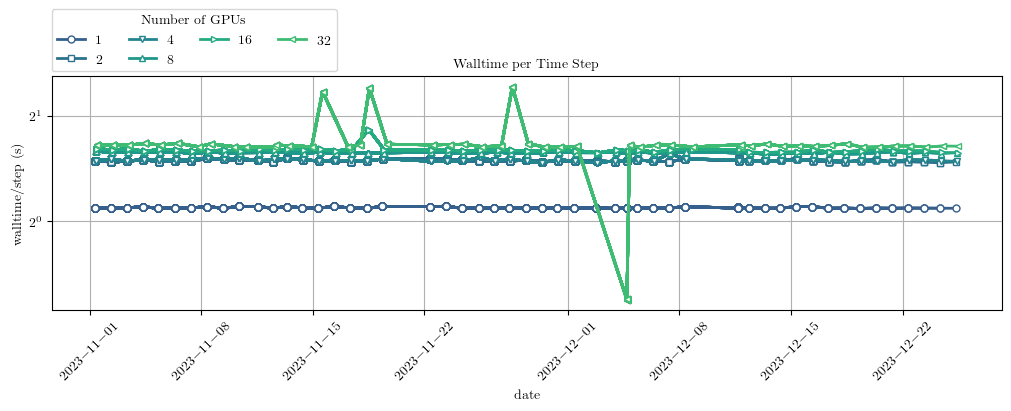 Number of GPUs
1 4 16 32
2 8
Walltime per Time Step
2^1
2^0
walltime/step (s)
2023−11−01 2023−11−08 2023−11−15 2023−11−22 2023−12−01 2023−12−08 2023−12−15 2023−12−22
date